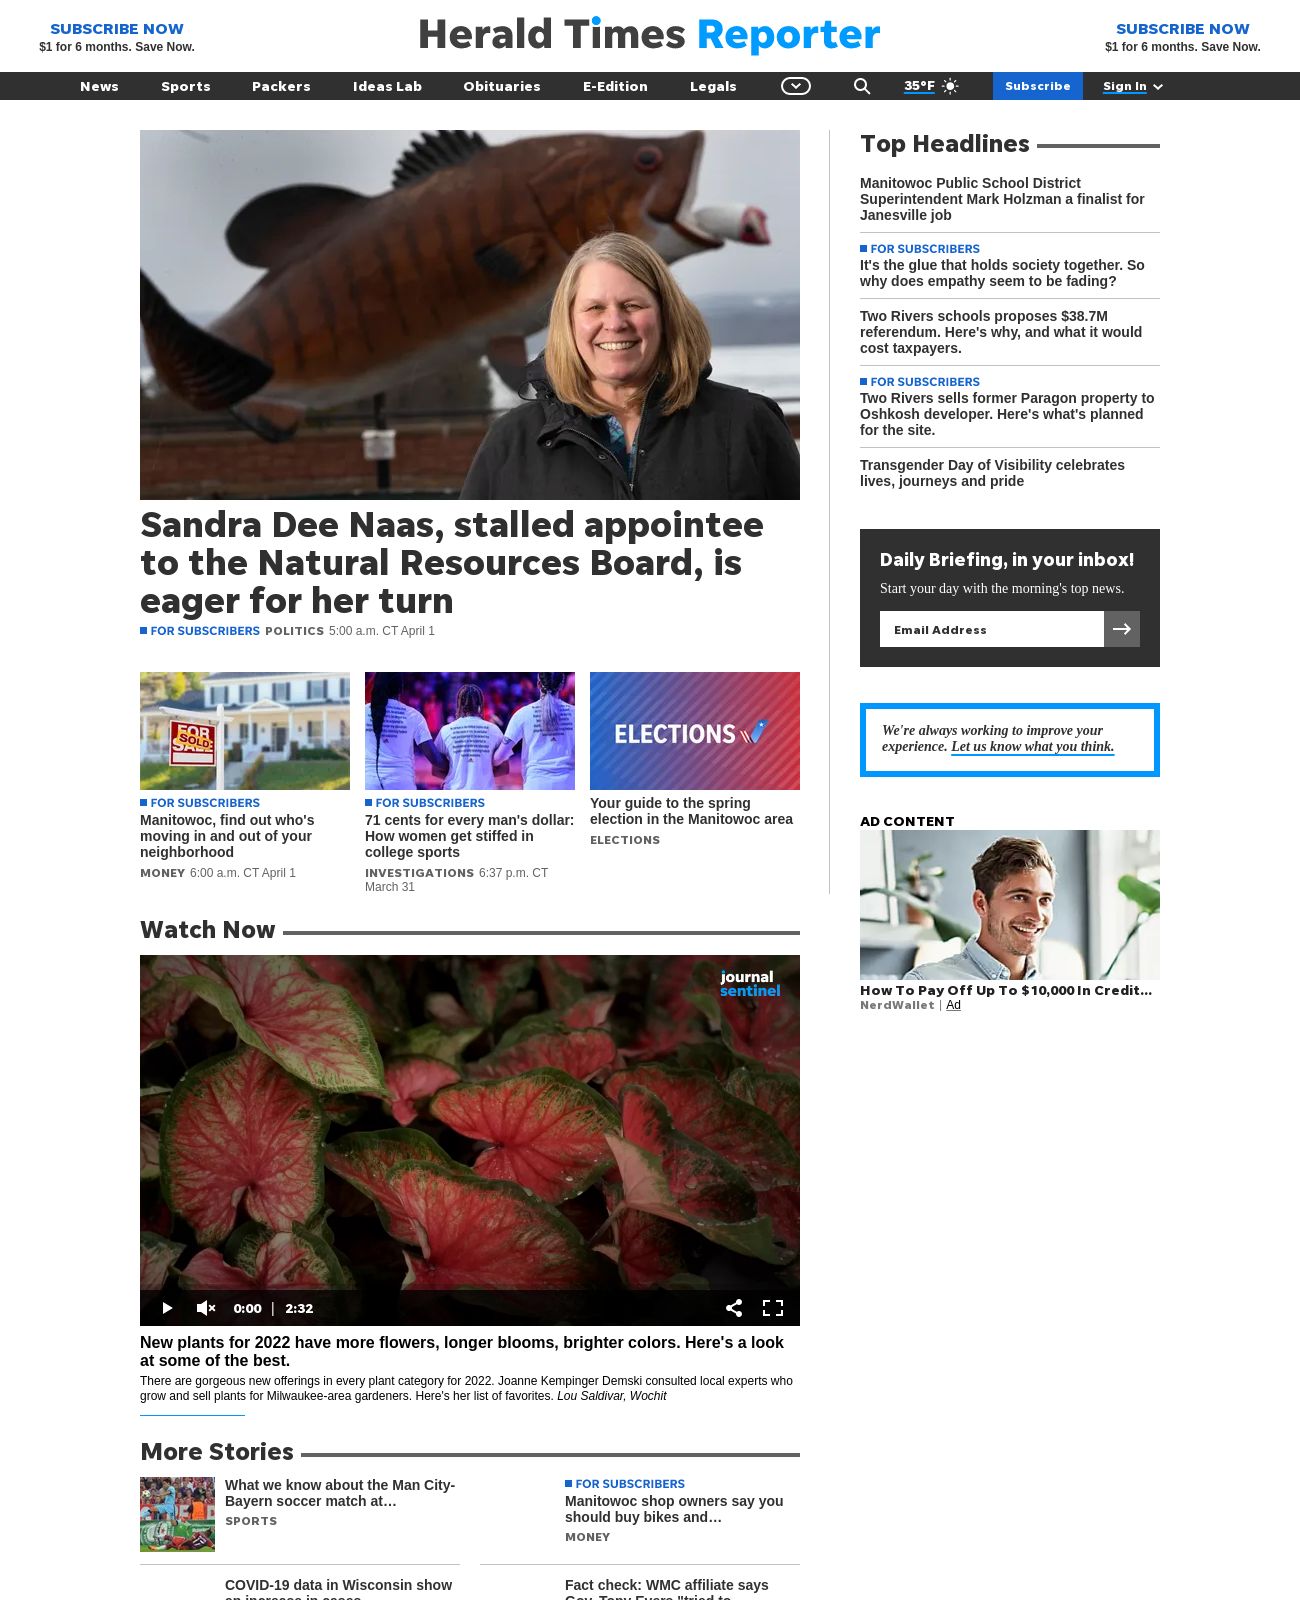 SUBSCRIBE NOW
$1 for 6 months. Save Now.
Herald Times Reporter
SUBSCRIBE NOW
$1 for 6 months. Save Now.
News Sports Packers Ideas Lab Obituaries E-Edition Legals 35°F Subscribe Sign In
Sandra Dee Naas, stalled appointee
to the Natural Resources Board, is
eager for her turn
FOR SUBSCRIBERS POLITICS 5:00 a.m. CT April 1
FOR SALE
SOLD
FOR SUBSCRIBERS
Manitowoc, find out who's
moving in and out of your
neighborhood
MONEY 6:00 a.m. CT April 1
FOR SUBSCRIBERS
71 cents for every man's dollar:
How women get stiffed in
college sports
INVESTIGATIONS 6:37 p.m. CT
March 31
ELECTIONS
Your guide to the spring
election in the Manitowoc area
ELECTIONS
Top Headlines
Manitowoc Public School District
Superintendent Mark Holzman a finalist for
Janesville job
FOR SUBSCRIBERS
It's the glue that holds society together. So
why does empathy seem to be fading?
Two Rivers schools proposes $38.7M
referendum. Here's why, and what it would
cost taxpayers.
FOR SUBSCRIBERS
Two Rivers sells former Paragon property to
Oshkosh developer. Here's what's planned
for the site.
Transgender Day of Visibility celebrates
lives, journeys and pride
Daily Briefing, in your inbox!
Start your day with the morning's top news.
Email Address
We're always working to improve your
experience. Let us know what you think.
AD CONTENT
How To Pay Off Up To $10,000 In Credit…
NerdWallet | Ad
Watch Now
journal
sentinel
0:00 | 2:32
New plants for 2022 have more flowers, longer blooms, brighter colors. Here's a look
at some of the best.
There are gorgeous new offerings in every plant category for 2022. Joanne Kempinger Demski consulted local experts who
grow and sell plants for Milwaukee-area gardeners. Here's her list of favorites. Lou Saldivar, Wochit
More Stories
What we know about the Man City-
Bayern soccer match at…
SPORTS
FOR SUBSCRIBERS
Manitowoc shop owners say you
should buy bikes and…
MONEY
COVID-19 data in Wisconsin show
Fact check: WMC affiliate says